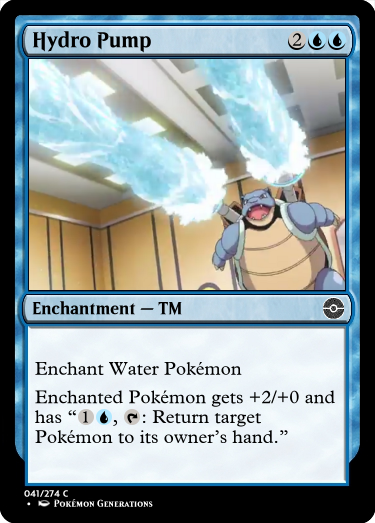 Hydro Pump 2
Enchantment — TM
Enchant Water Pokémon
Enchanted Pokémon gets +2/+0 and
has “1, : Return target
Pokémon to its owner's hand.”
041/274 C
• Pokémon Generations